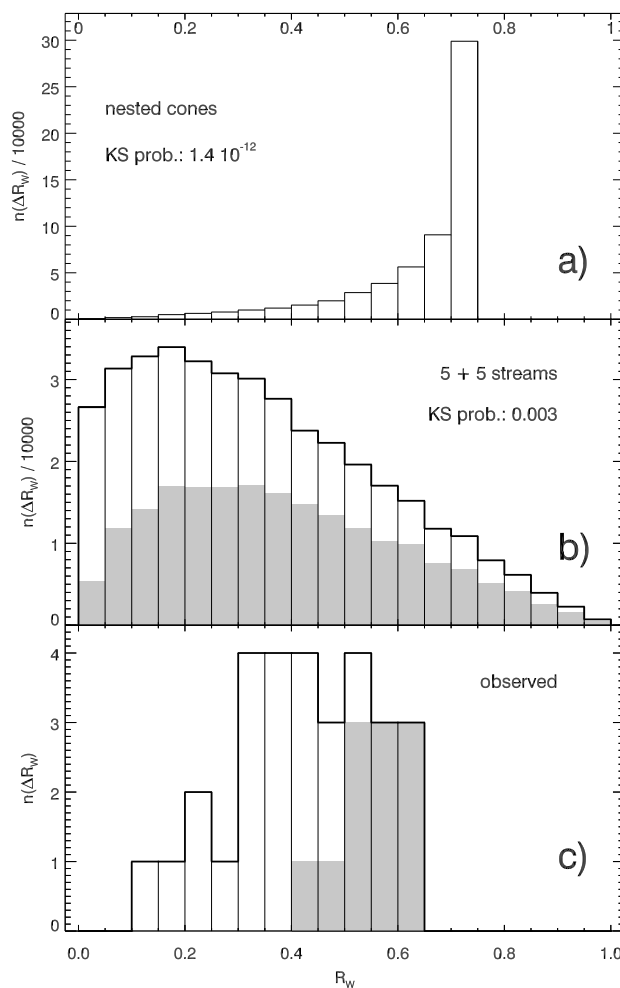 0 0.2 0.4 0.6 0.8 1
30
25
20
15
10
5
0
n(ΔR_w) / 10000
nested cones
KS prob.: 1.4 10^-12
a)
3
2
1
0
n(ΔR_w) / 10000
5 + 5 streams
KS prob.: 0.003
b)
4
3
2
1
0
n(ΔR_w)
observed
c)
0.0 0.2 0.4 0.6 0.8 1.0
R_w